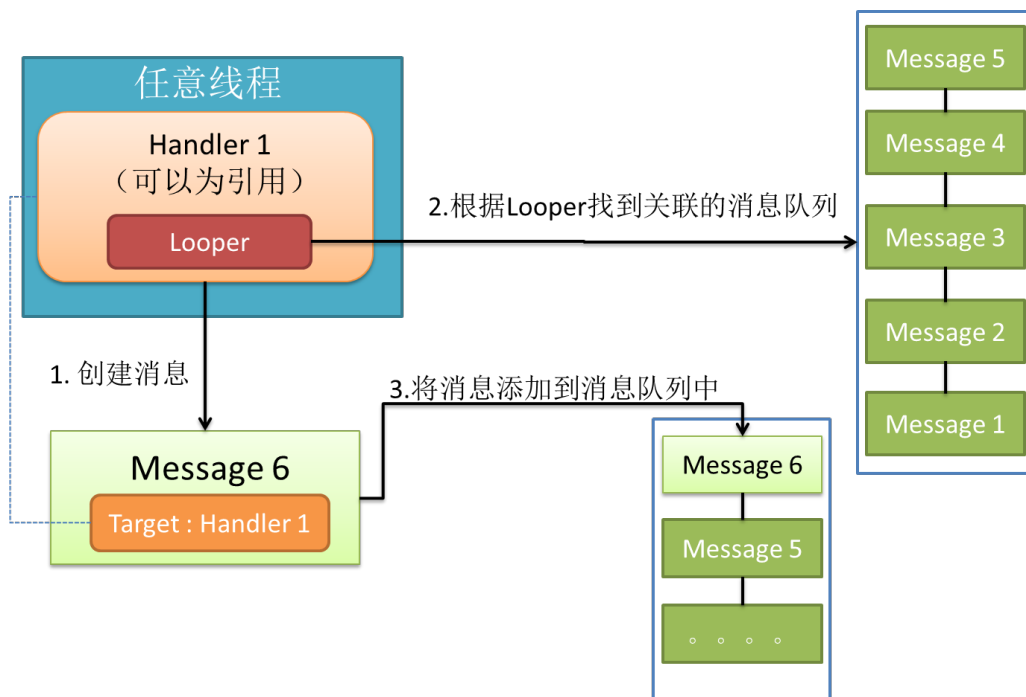 任意线程
Handler 1
（可以为引用）
Looper
1. 创建消息
2.根据Looper找到关联的消息队列
3.将消息添加到消息队列中
Message 6
Target : Handler 1
Message 5
Message 4
Message 3
Message 2
Message 1
Message 6
Message 5
。。。。